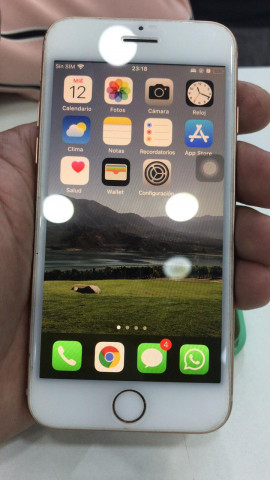 Sin SIM 23:18
MIÉ
12
Calendario Fotos Cámara Reloj
Clima Notas Recordatorios App Store
Salud Wallet Configuración
4